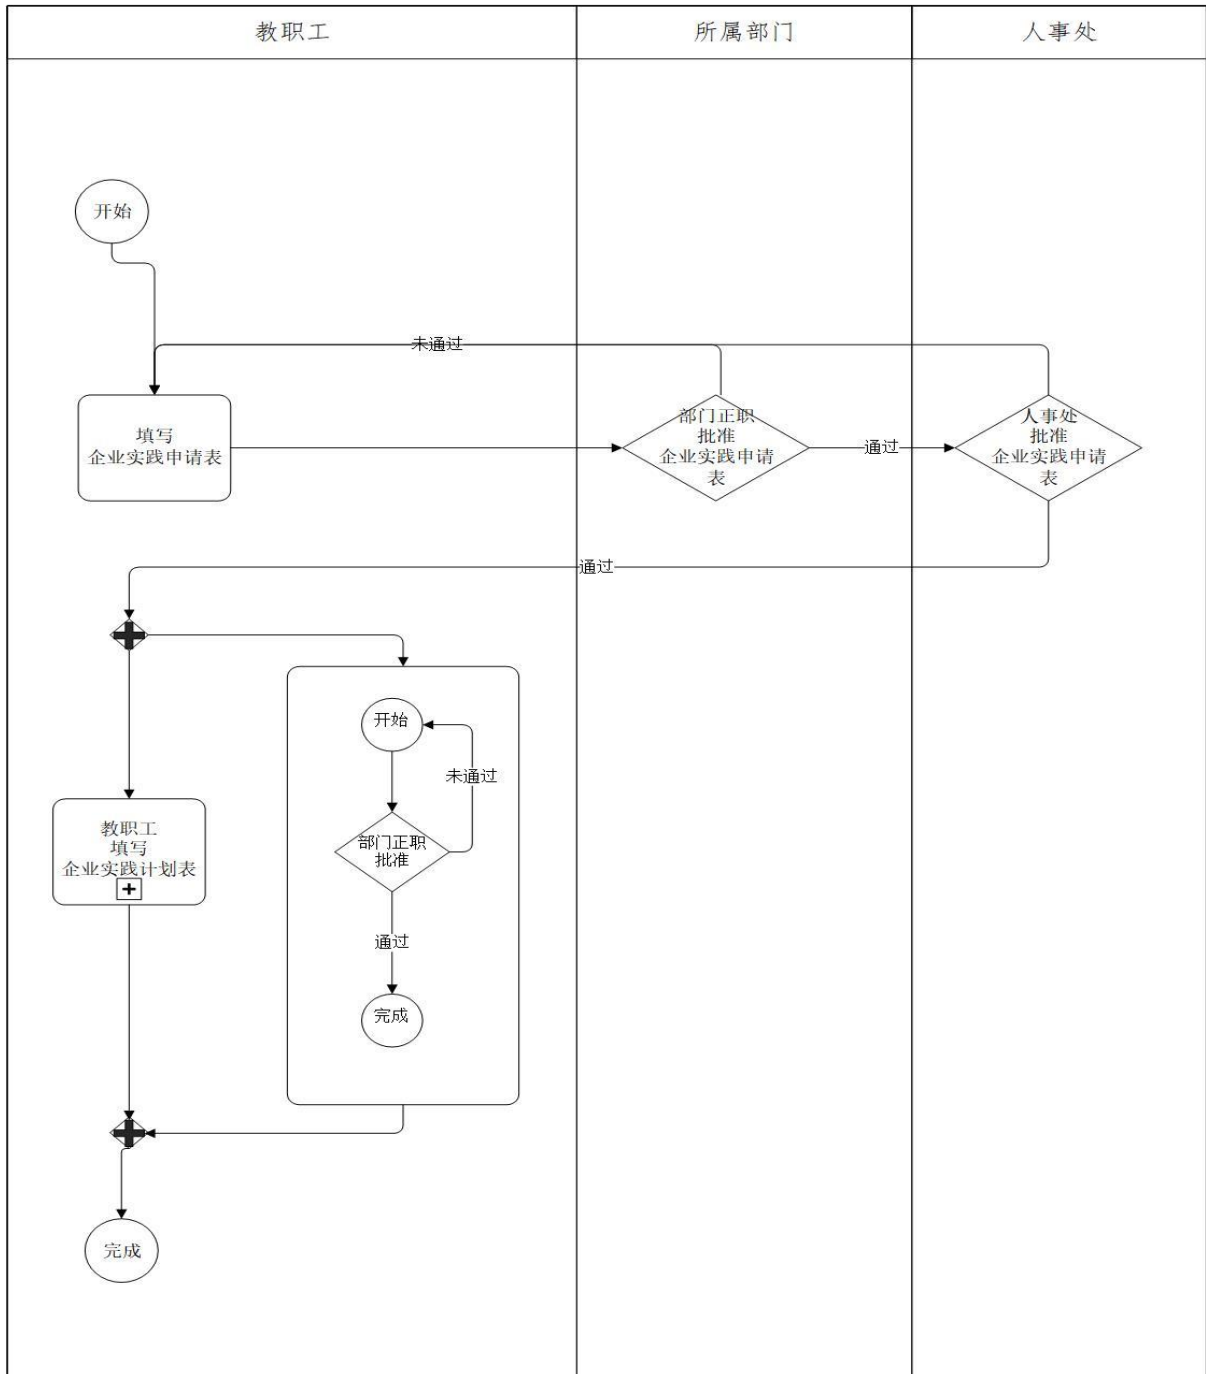 教职工
所属部门
人事处
开始
未通过
填写
企业实践申请表
部门正职
批准
企业实践申请
表
通过
人事处
批准
企业实践申请
表
通过
开始
未通过
教职工
填写
企业实践计划表
部门正职
批准
通过
完成
完成